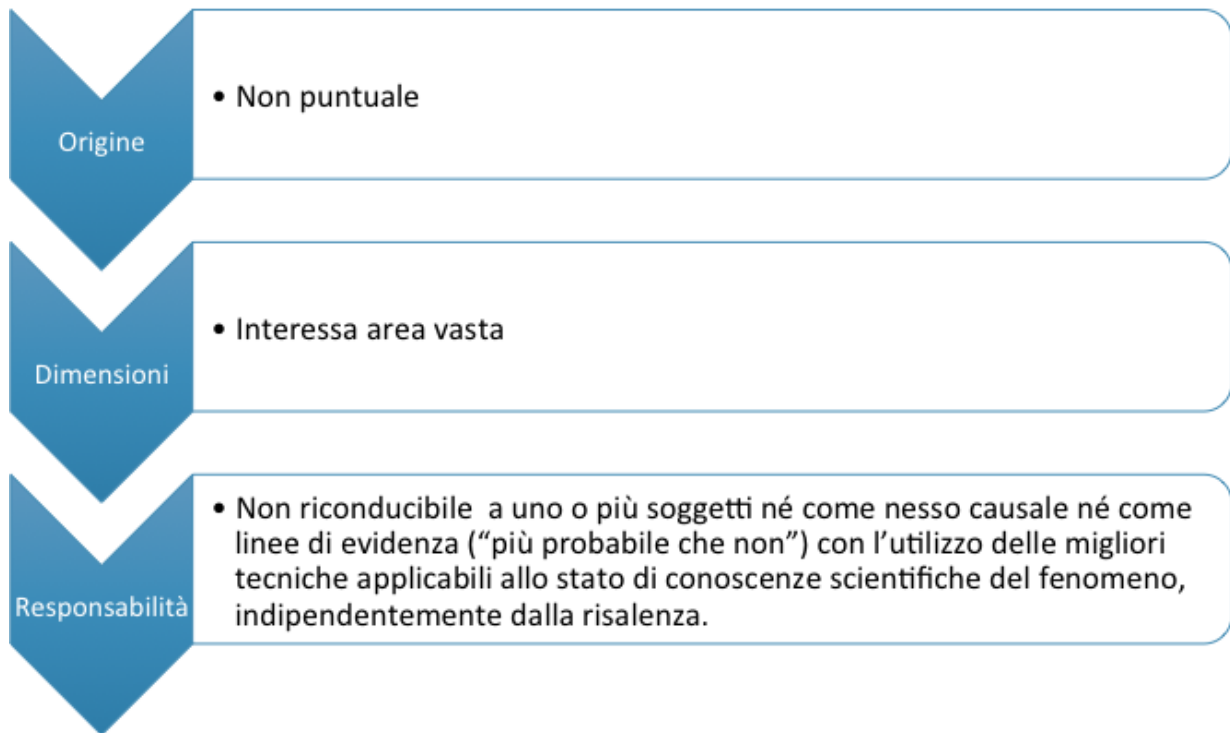 Origine
• Non puntuale
Dimensioni
• Interessa area vasta
Responsabilità
• Non riconducibile  a uno o più soggetti né come nesso causale né come
linee di evidenza (“più probabile che non”) con l’utilizzo delle migliori
tecniche applicabili allo stato di conoscenze scientifiche del fenomeno,
indipendentemente dalla risalenza.